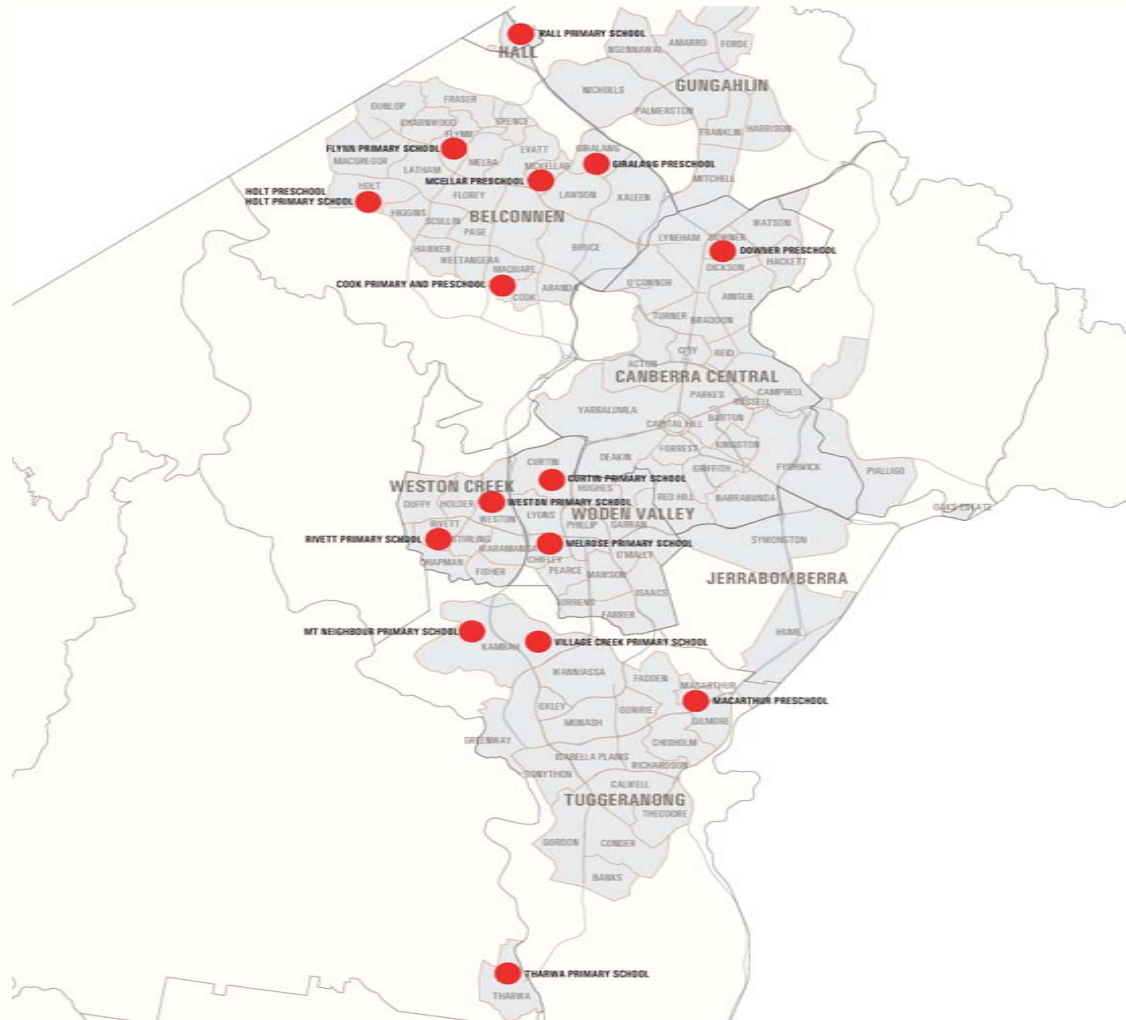 RALL PRIMARY SCHOOL
HALL
NGUNNAWAL
AMARRO
FORDE
NICHOLLS
GUNGAHLIN
PALMERSTON
FRANKLIN
HARRISON
MITCHELL
DUNLOP
FRASER
CHARNWOOD
SPENCE
FLYNN
FLYNN PRIMARY SCHOOL
EVATT
GIRALANG
MACGREGOR
MELBA
MCKELLAR
GIRALANG PRESCHOOL
LATHAM
MCELLAR PRESCHOOL
HOLT
HOLT PRESCHOOL
HOLT PRIMARY SCHOOL
FLOREY
LAWSON
KALEEN
HIGGINS
SCULLIN
BELCONNEN
PAGE
WATSON
LYNEHAM
DOWNER
DOWNER PRESCHOOL
HAWKER
BRUCE
WEETANGERA
HACKETT
DICKSON
MAQUARE
COOK PRIMARY AND PRESCHOOL
COOK
ARANDA
O'CONNOR
AINSLIE
TURNER
BRADDON
CITY
REID
ACTON
CANBERRA CENTRAL
PARKES
CAMPBELL
RUSSELL
YARRALUMLA
BARTON
CAPITAL HILL
KINGSTON
FORREST
DEAKIN
CURTIN
GRIFFITH
FYSHWICK
PIALLIGO
CURTIN PRIMARY SCHOOL
HUGHES
WESTON CREEK
RED HILL
NARRABUNDA
DUFFY
HOLDER
WESTON PRIMARY SCHOOL
OAKS ESTATE
LYONS
WODEN VALLEY
WESTON
RIVETT
PHILLIP
GARRAN
RIVETT PRIMARY SCHOOL
STIRLING
MELROSE PRIMARY SCHOOL
SYMONSTON
WARAMANGA
O'MALEY
CHIFLEY
CHAPMAN
FISHER
PEARCE
MAWSON
JERRABOMBERRA
ISAACS
TORRENS
FARRER
MT NEIGHBOUR PRIMARY SCHOOL
HUME
KAMBAH
VILLAGE CREEK PRIMARY SCHOOL
WANNIASSA
FADDEN
MACARTHUR
MACARTHUR PRESCHOOL
OXLEY
GOWRIE
MONASH
GILMORE
GREENWAY
CHISHOLM
ISABELLA PLAINS
RICHARDSON
BONYTHON
CALWELL
TUGGERANONG
THEODORE
GORDON
CONDER
BANKS
THARWA PRIMARY SCHOOL
THARWA